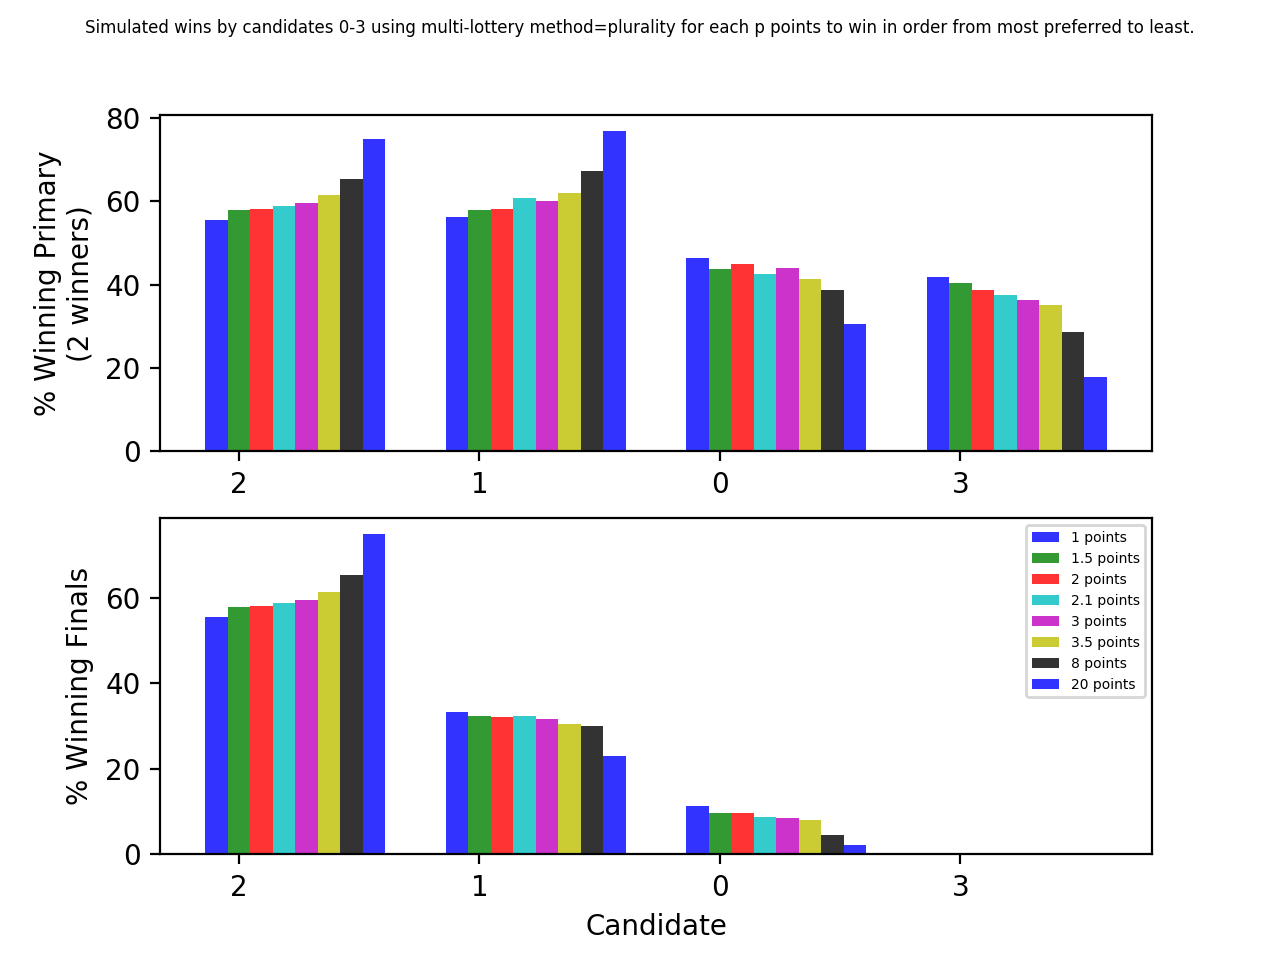 Simulated wins by candidates 0-3 using multi-lottery method=plurality for each p points to win in order from most preferred to least.
% Winning Primary
(2 winners)
80
60
40
20
0
2 1 0 3
% Winning Finals
60
40
20
0
1 points
1.5 points
2 points
2.1 points
3 points
3.5 points
8 points
20 points
2 1 0 3
Candidate